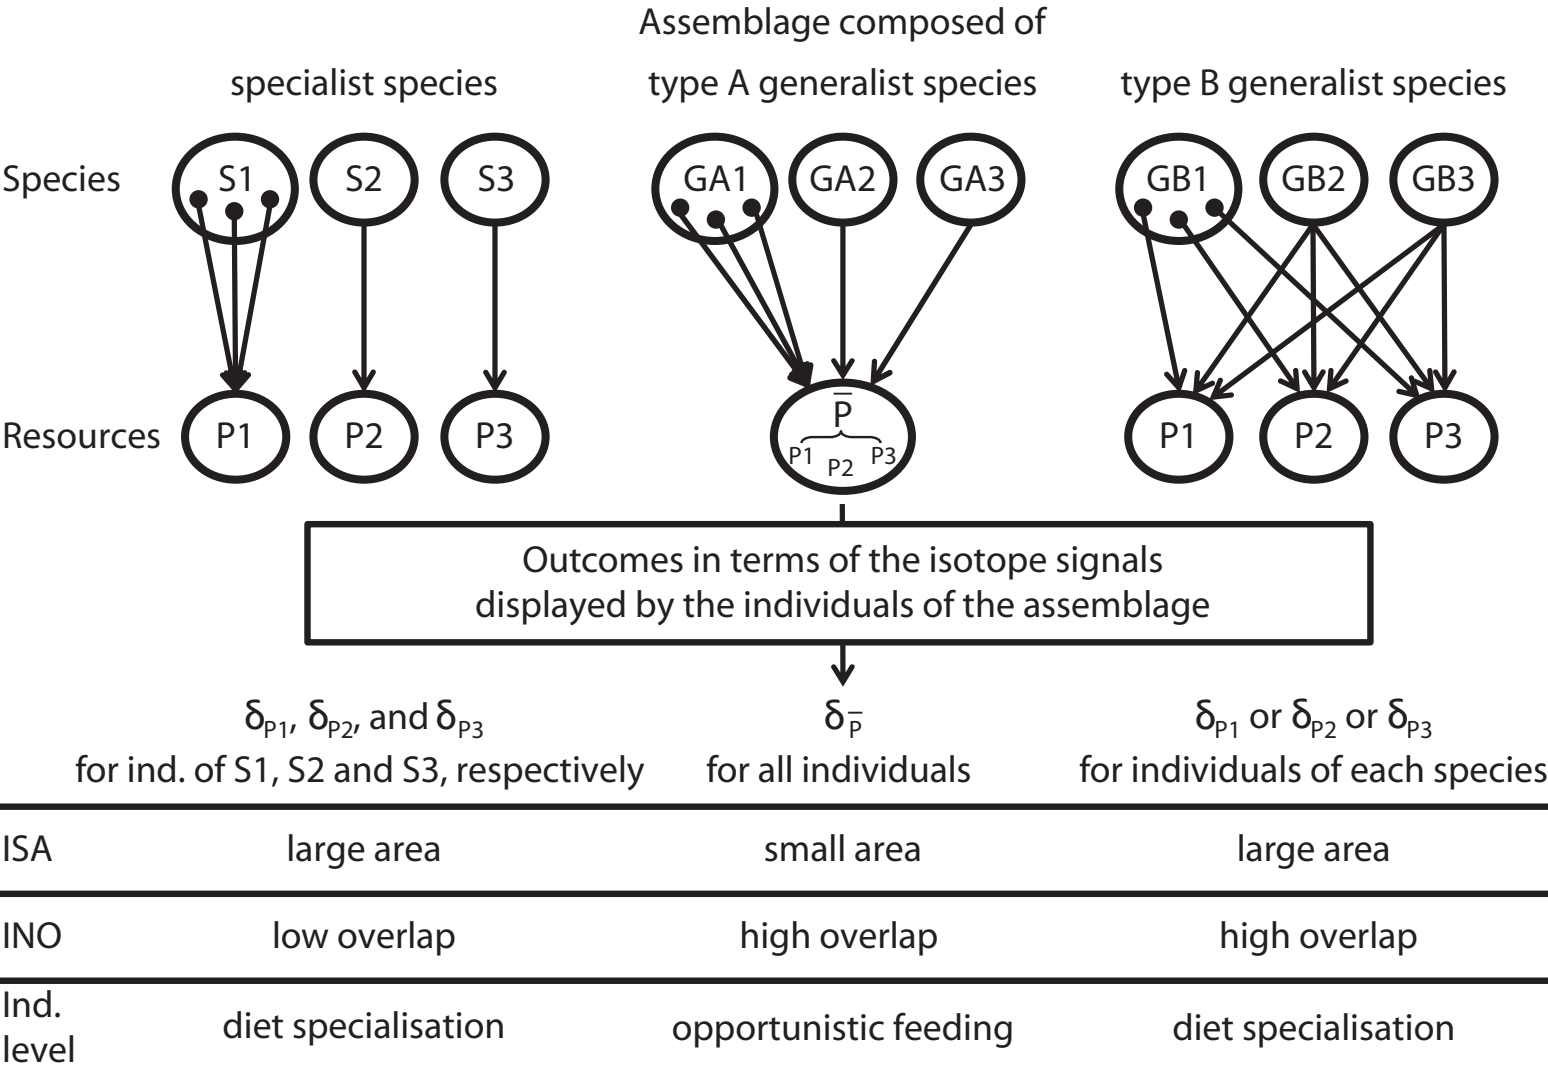 Assemblage composed of
specialist species type A generalist species type B generalist species
Species S1 S2 S3 GA1 GA2 GA3 GB1 GB2 GB3
Resources P1 P2 P3 P̅ P1 P2 P3 P1 P2 P3
Outcomes in terms of the isotope signals
displayed by the individuals of the assemblage
δP1, δP2, and δP3 δP̅ δP1 or δP2 or δP3
for ind. of S1, S2 and S3, respectively for all individuals for individuals of each species
ISA large area small area large area
INO low overlap high overlap high overlap
Ind.
level diet specialisation opportunistic feeding diet specialisation